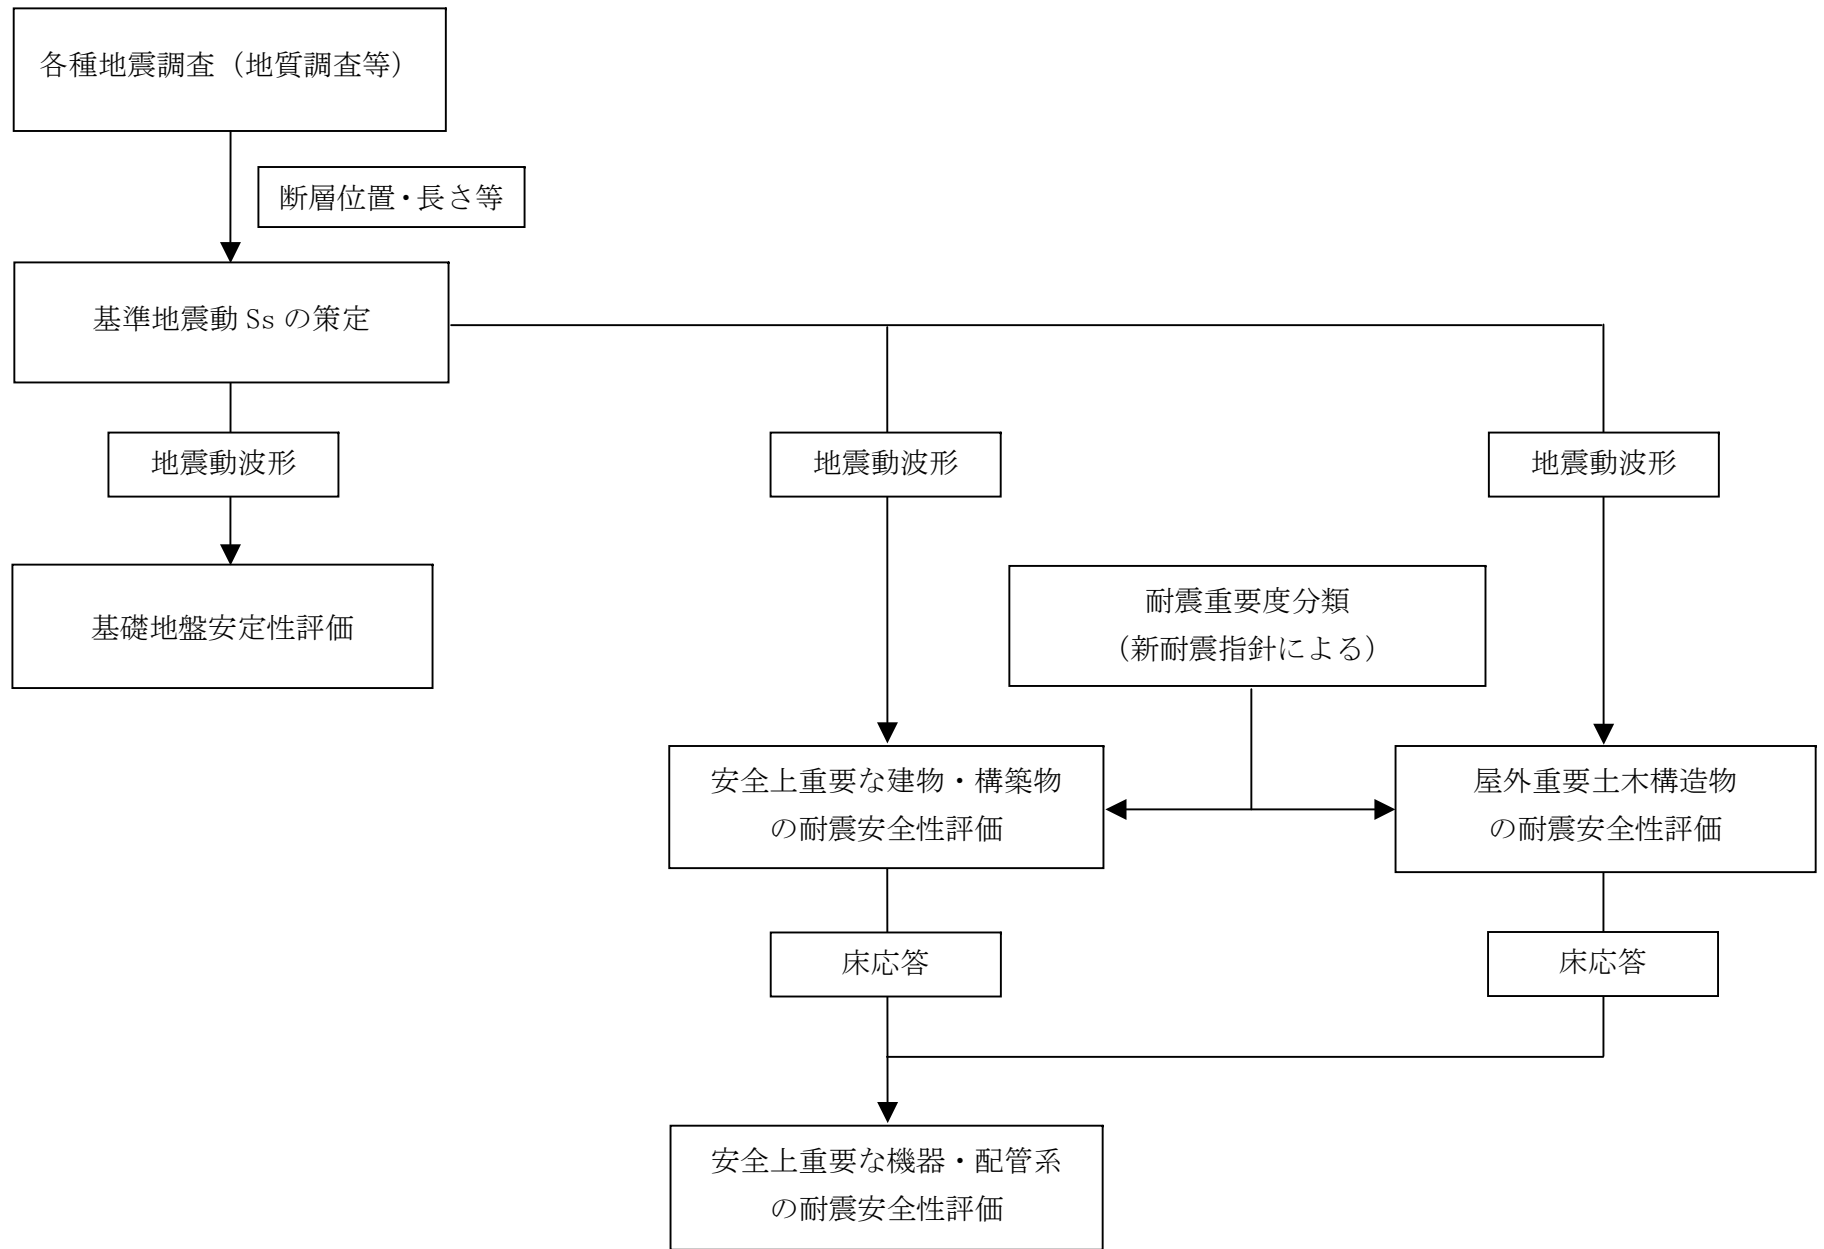 各種地震調査（地質調査等）
断層位置・長さ等
基準地震動 Ss の策定
地震動波形
地震動波形
地震動波形
基礎地盤安定性評価
耐震重要度分類
（新耐震指針による）
安全上重要な建物・構築物
の耐震安全性評価
屋外重要土木構造物
の耐震安全性評価
床応答
床応答
安全上重要な機器・配管系
の耐震安全性評価